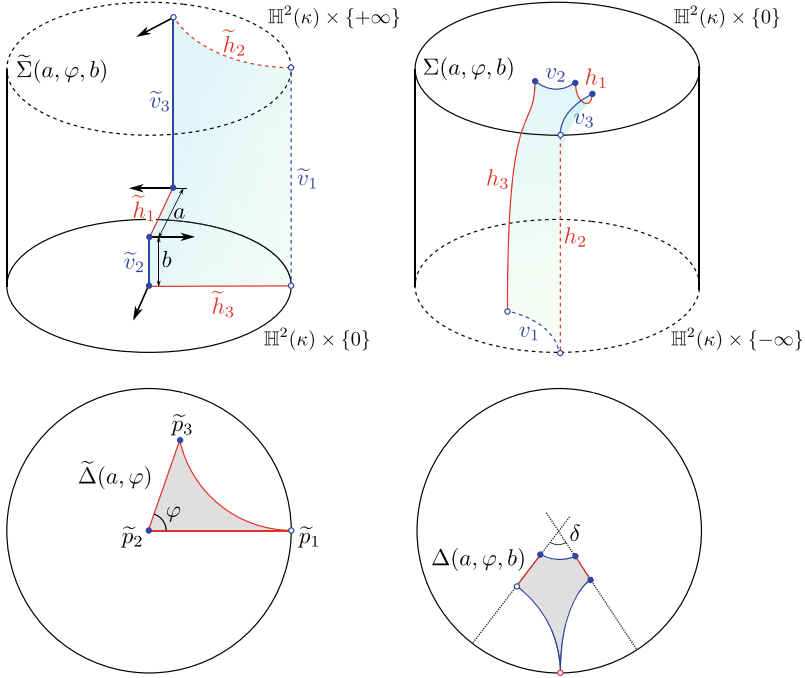 ℍ²(κ) × {+∞}
Σ̃(a, φ, b)
h̃₂
ṽ₃
ṽ₁
h̃₁
a
ṽ₂
b
h̃₃
ℍ²(κ) × {0}
ℍ²(κ) × {0}
Σ(a, φ, b)
v₂
h₁
v₃
h₃
h₂
v₁
ℍ²(κ) × {−∞}
p̃₃
Δ̃(a, φ)
φ
p̃₂
p̃₁
δ
Δ(a, φ, b)